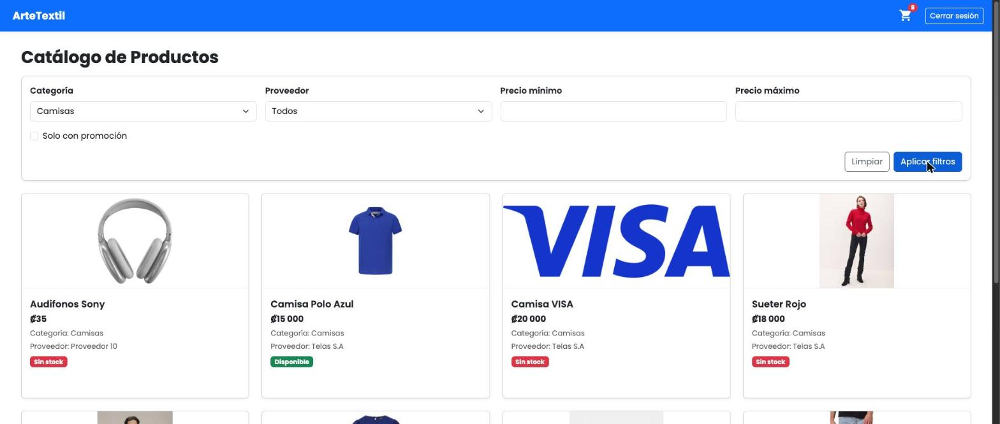 ArteTextil
8
Cerrar sesión
Catálogo de Productos
Categoría
Proveedor
Precio mínimo
Precio máximo
Camisas
Todos
Solo con promoción
Limpiar
Aplicar filtros
VISA
Audifonos Sony
₡35
Categoría: Camisas
Proveedor: Proveedor 10
Sin stock
Camisa Polo Azul
₡15 000
Categoría: Camisas
Proveedor: Telas S.A
Disponible
Camisa VISA
₡20 000
Categoría: Camisas
Proveedor: Telas S.A
Sin stock
Sueter Rojo
₡18 000
Categoría: Camisas
Proveedor: Telas S.A
Sin stock